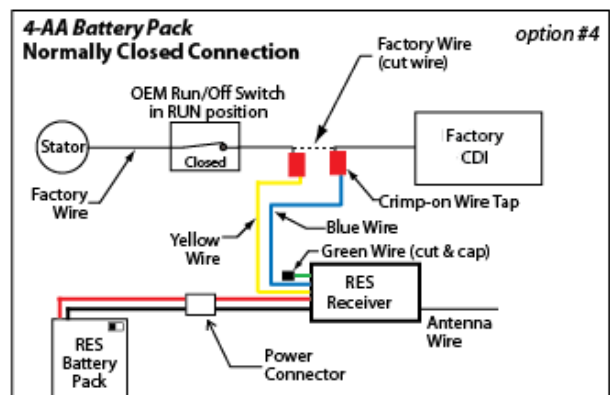 4-AA Battery Pack
Normally Closed Connection
option #4
Factory Wire
(cut wire)
OEM Run/Off Switch
in RUN position
Stator
Closed
Factory
CDI
Factory
Wire
Crimp-on Wire Tap
Blue Wire
Yellow
Wire
Green Wire (cut & cap)
RES
Receiver
Antenna
Wire
RES
Battery
Pack
Power
Connector